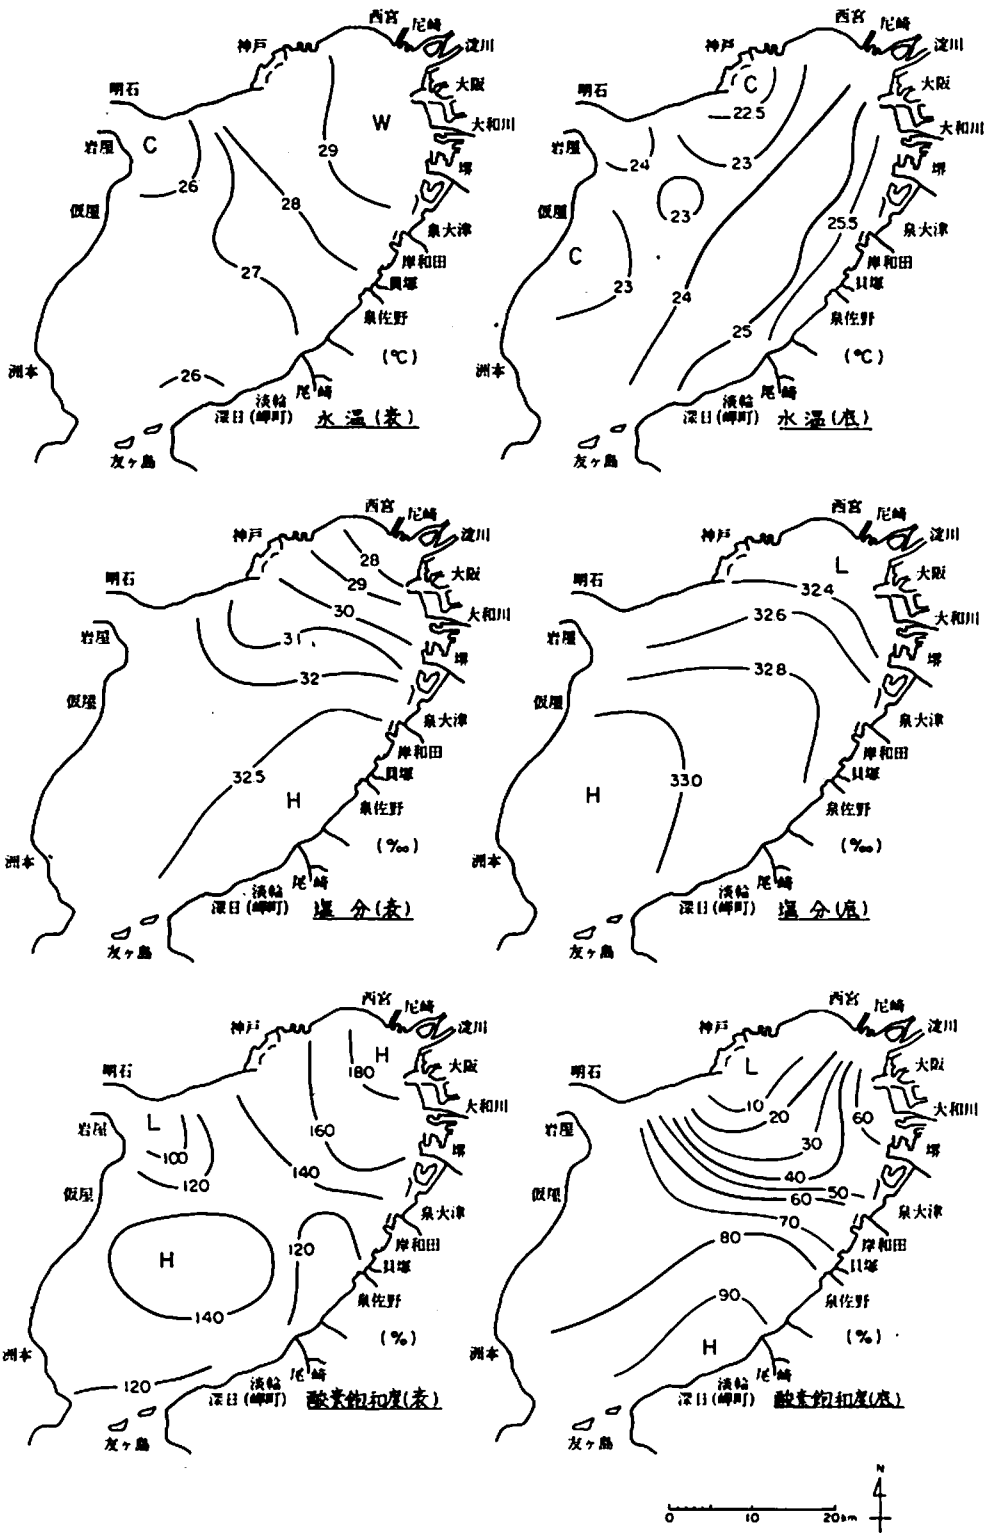 西宮
尼崎
神戸
淀川
明石
大阪
大和川
岩屋
C
W
29
26
28
堺
仮屋
泉大津
岸和田
貝塚
27
泉佐野
(℃)
洲本
26
尾崎
淡輪
深日(岬町)
水温(表)
友ヶ島
西宮
尼崎
神戸
淀川
明石
C
22.5
大阪
大和川
岩屋
24
23
堺
仮屋
23
25.5
泉大津
岸和田
C
23
貝塚
24
泉佐野
25
(℃)
洲本
尾崎
淡輪
深日(岬町)
水温(底)
友ヶ島
西宮
尼崎
神戸
淀川
28
明石
29
大阪
30
大和川
岩屋
31
堺
32
仮屋
泉大津
岸和田
32.5
貝塚
H
泉佐野
(‰)
洲本
尾崎
淡輪
深日(岬町)
塩分(表)
友ヶ島
西宮
尼崎
神戸
淀川
L
明石
32.4
大阪
32.6
大和川
岩屋
堺
32.8
仮屋
泉大津
岸和田
33.0
貝塚
H
泉佐野
(‰)
洲本
尾崎
淡輪
深日(岬町)
塩分(底)
友ヶ島
西宮
尼崎
神戸
淀川
H
明石
180
大阪
大和川
岩屋
L
160
100
堺
140
120
仮屋
泉大津
120
岸和田
H
貝塚
140
泉佐野
(%)
洲本
120
尾崎
淡輪
深日(岬町)
酸素飽和度(表)
友ヶ島
西宮
尼崎
神戸
淀川
L
明石
大阪
10
20
60
大和川
岩屋
30
堺
40
50
仮屋
60
泉大津
70
80
岸和田
貝塚
90
泉佐野
H
(%)
洲本
尾崎
淡輪
深日(岬町)
酸素飽和度(底)
友ヶ島
N
0 10 20km